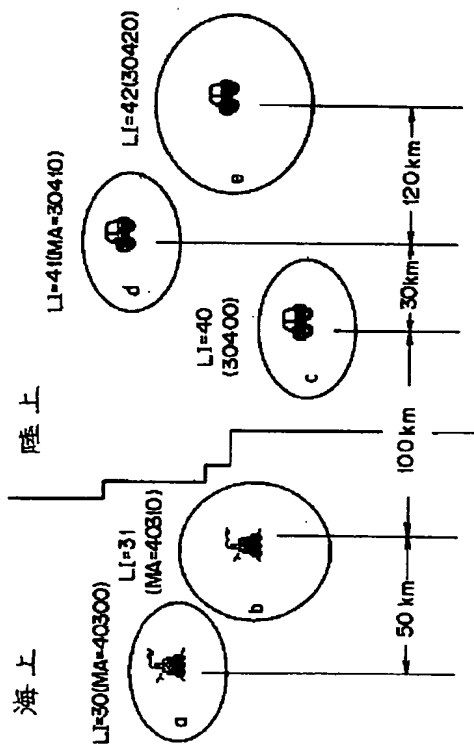 海上
陸上
LI=30(MA=40300)
a
LI=31
(MA=40310)
b
LI=40
(30400)
c
LI=41(MA=30410)
d
LI=42(30420)
e
50km
100km
30km
120km